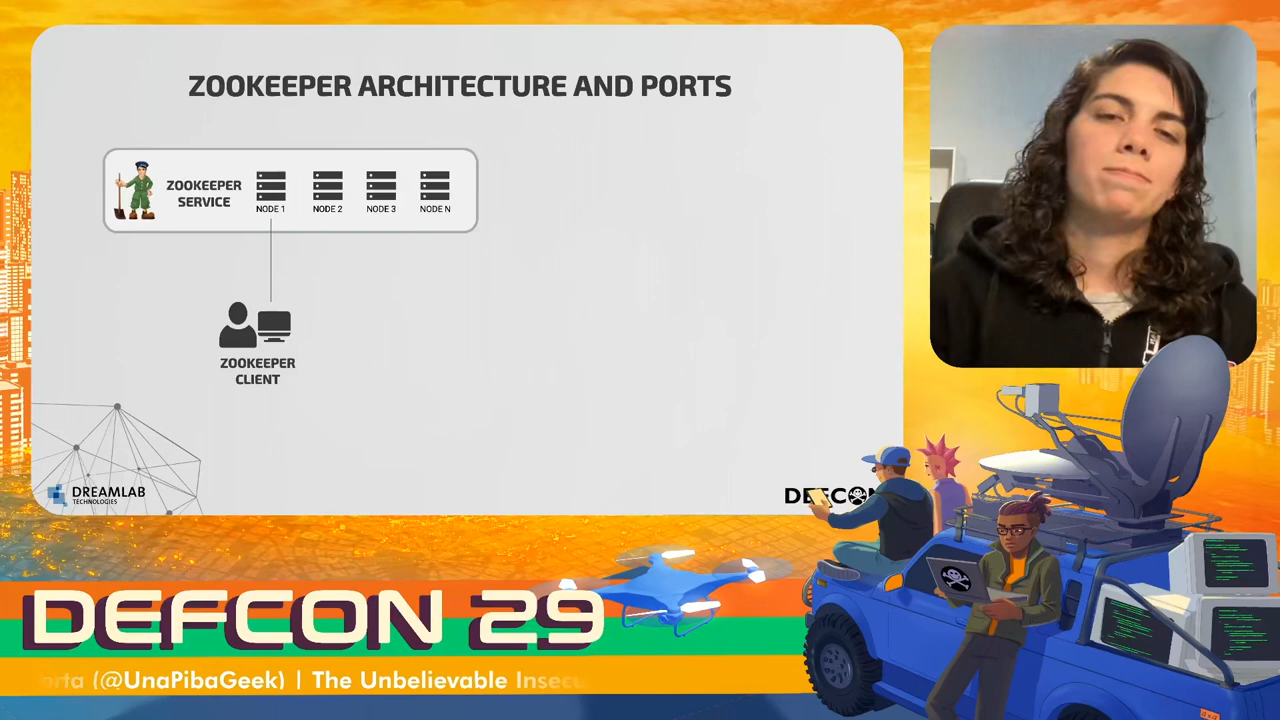 ZOOKEEPER ARCHITECTURE AND PORTS
ZOOKEEPER
SERVICE
NODE 1
NODE 2
NODE 3
NODE N
ZOOKEEPER
CLIENT
DREAMLAB
TECHNOLOGIES
DEFCON 29
(@UnaPibaGeek) | The Unbelievable